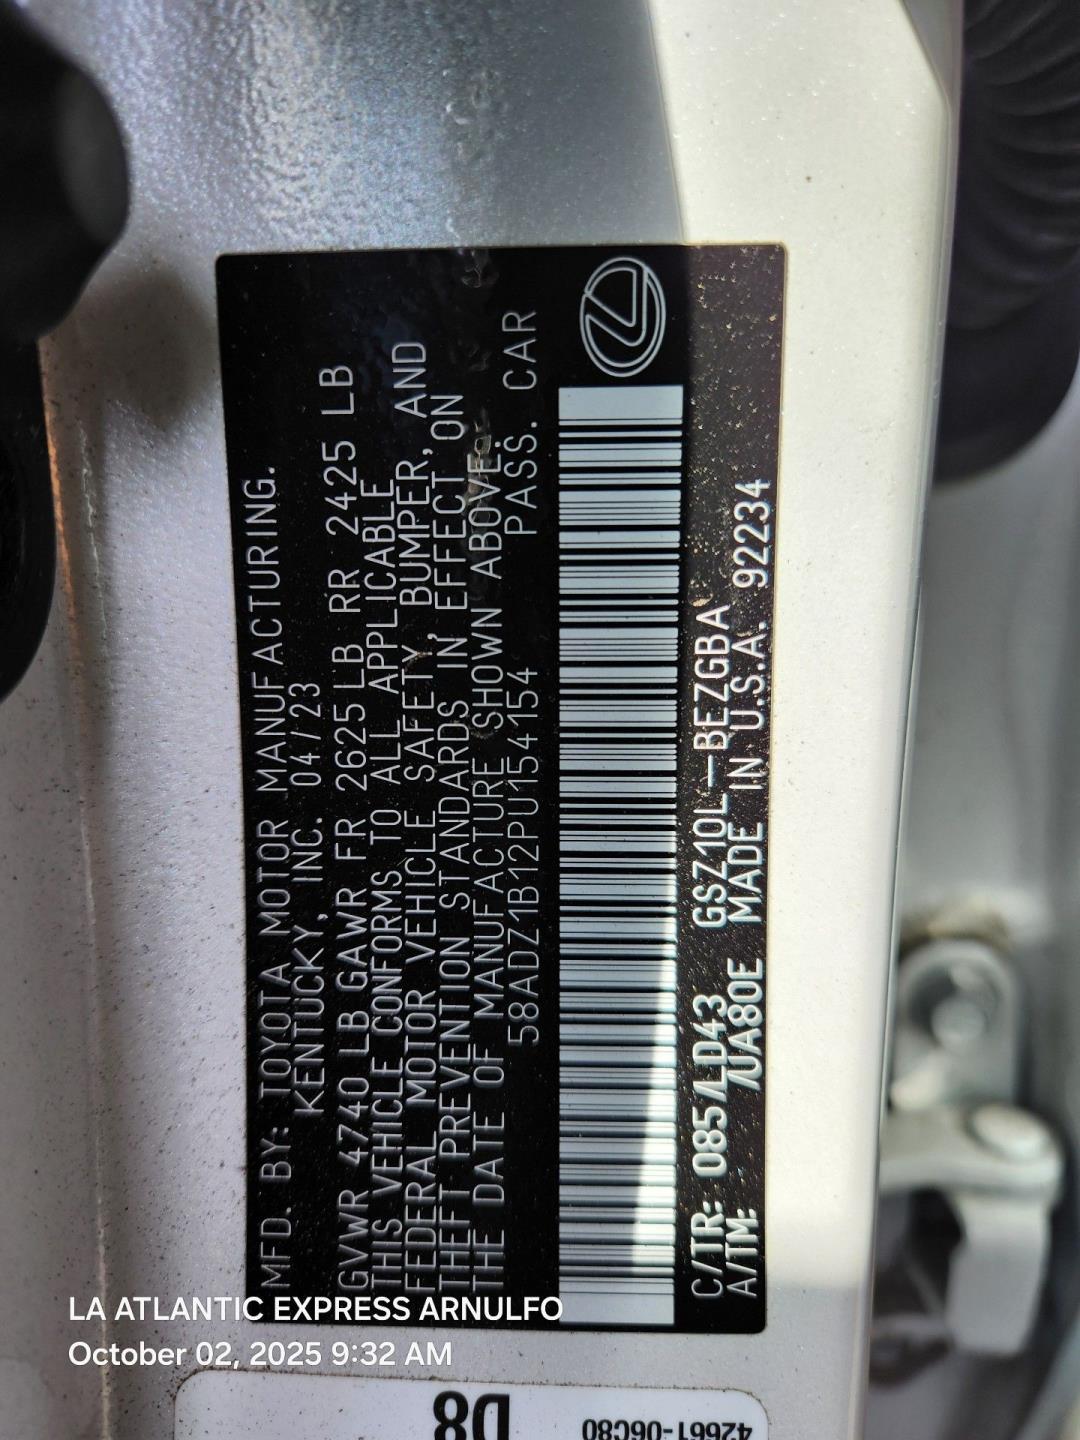 MFD. BY: TOYOTA MOTOR MANUFACTURING.
KENTUCKY, INC. 04/23
GVWR 4740 LB GAWR FR 2625 LB RR 2425 LB
THIS VEHICLE CONFORMS TO ALL APPLICABLE
FEDERAL MOTOR VEHICLE SAFETY, BUMPER, AND
THEFT PREVENTION STANDARDS IN EFFECT ON
THE DATE OF MANUFACTURE SHOWN ABOVE.
58ADZ1B12PU154154 PASS. CAR
C/TR: 085/LD43 GSZ10L-BEZGBA
A/TM: /UA80E MADE IN U.S.A. 92234
LA ATLANTIC EXPRESS ARNULFO
October 02, 2025 9:32 AM
D8
42661-06C80